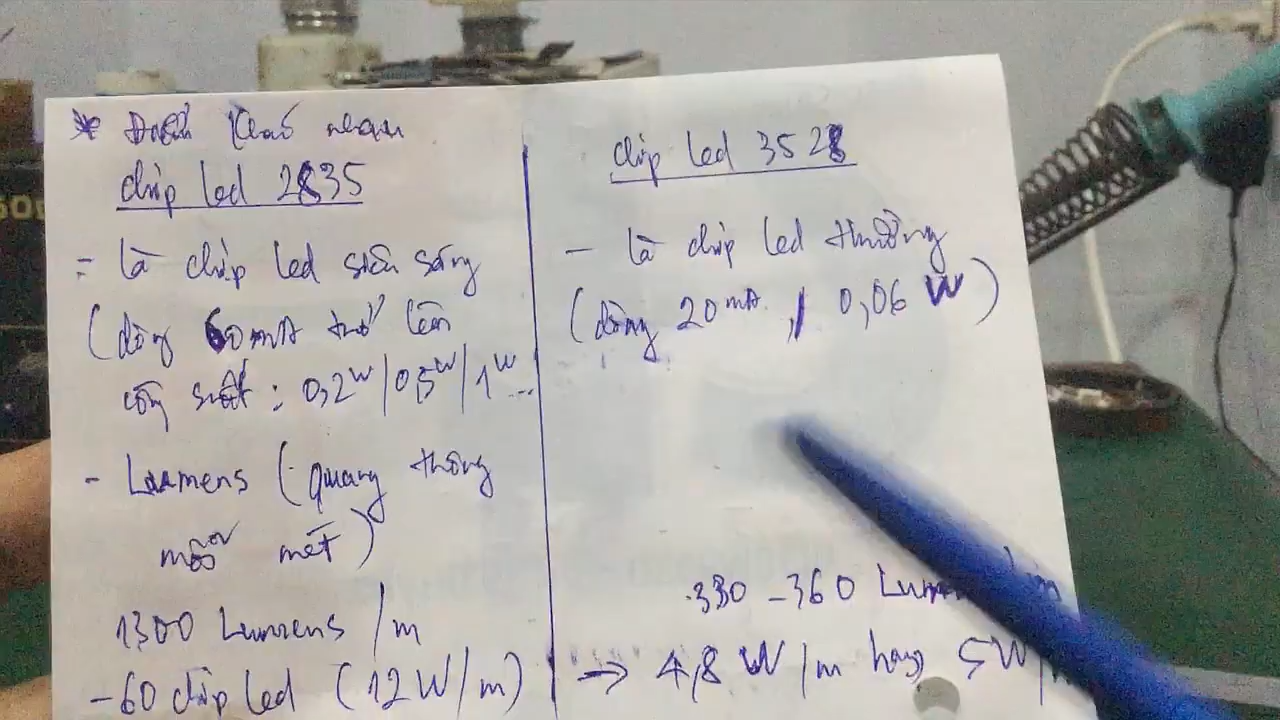 * Điểm khác nhau
chip led 2835
- là chip led siêu sáng
(dòng 60mA trở lên
công suất: 0,2W/0,5W/1W...
- Lumens (quang thông
mỗi mét)
1300 Lumens /m
- 60 chip led (12W/m)
chip led 3528
- là chip led thường
(dòng 20mA, 0,06W)
330 - 360
→ 4,8 W/m hay 5W/